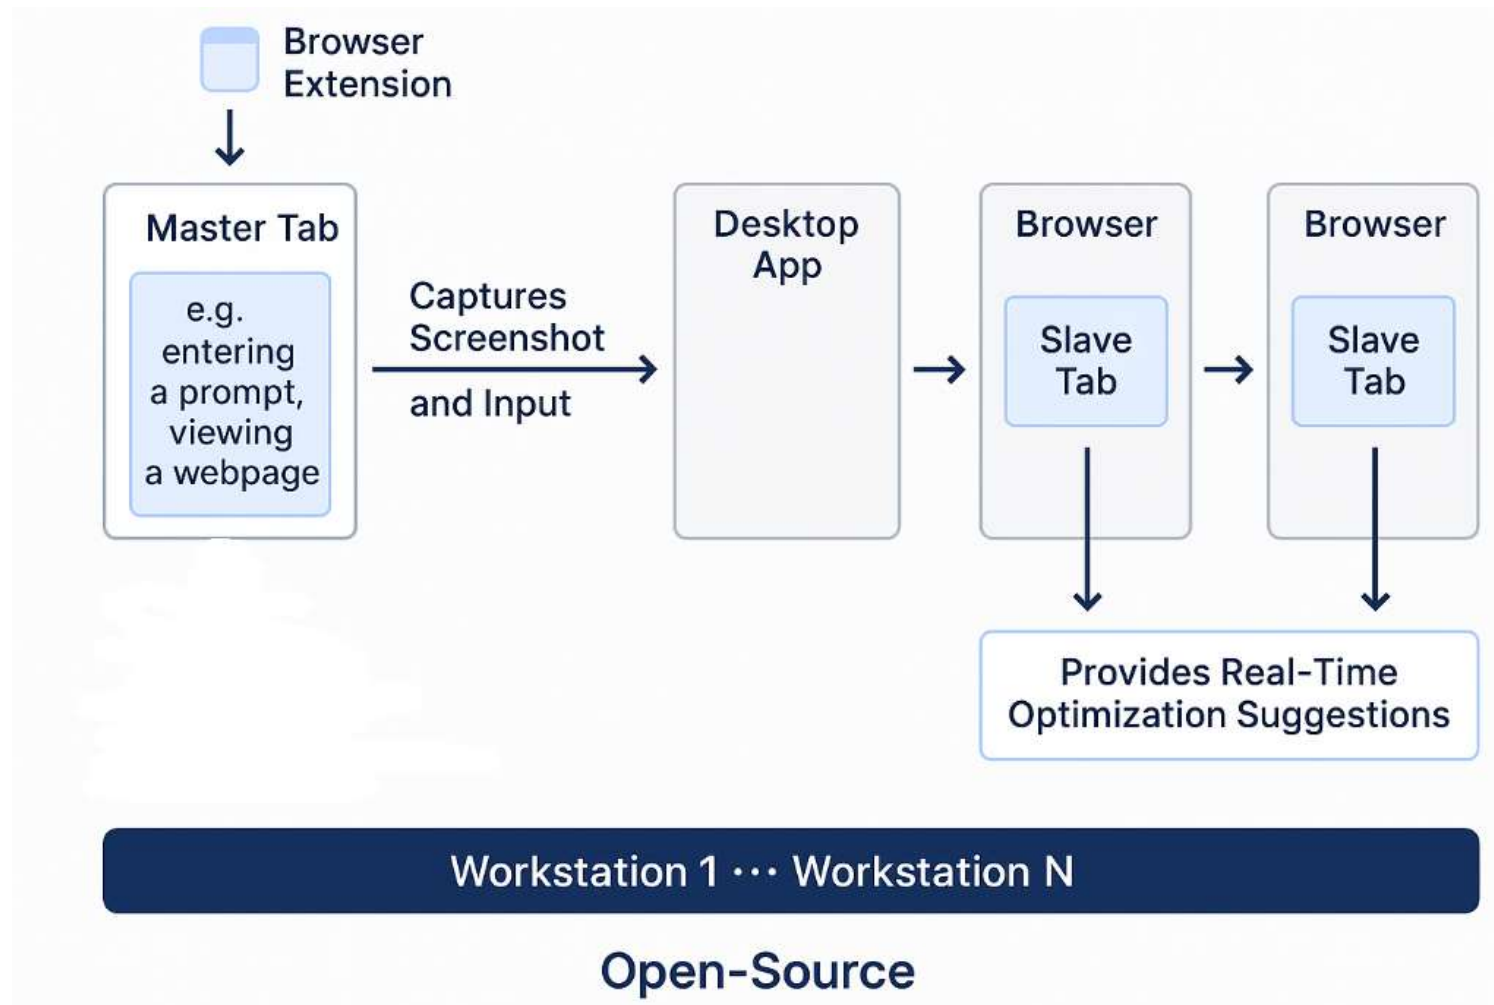 Browser
Extension
Master Tab
e.g.
entering
a prompt,
viewing
a webpage
Captures
Screenshot
and Input
Desktop
App
Browser
Slave
Tab
Browser
Slave
Tab
Provides Real-Time
Optimization Suggestions
Workstation 1 ··· Workstation N
Open-Source